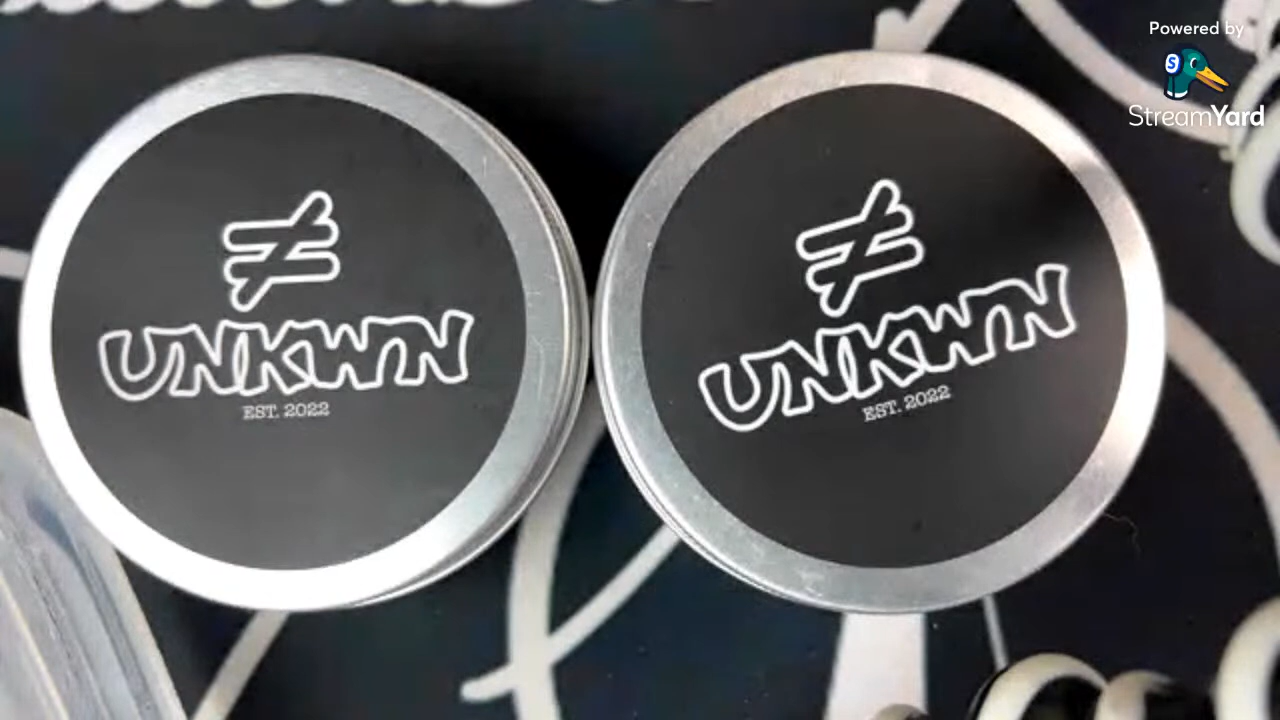 Powered by
StreamYard
≠
UNKWN
EST. 2022
≠
UNKWN
EST. 2022